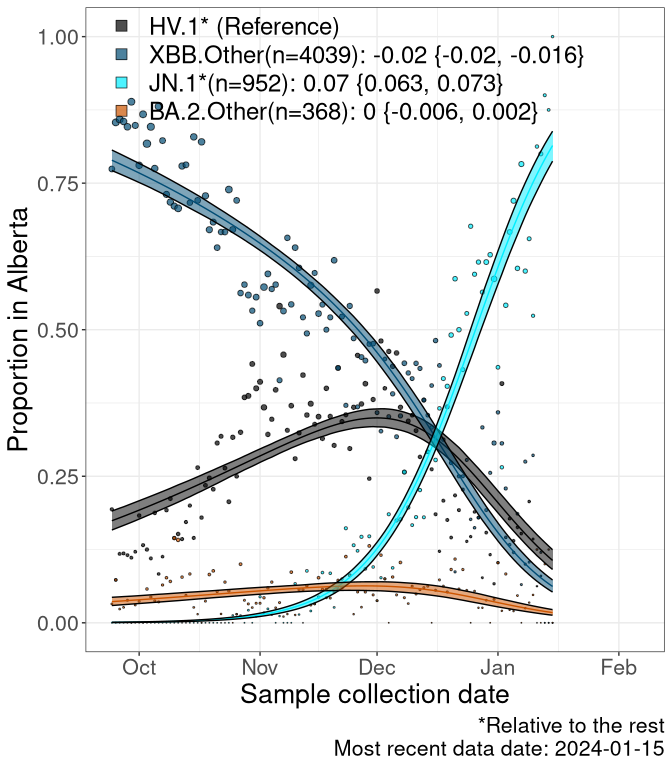 HV.1* (Reference)
XBB.Other(n=4039): -0.02 {-0.02, -0.016}
JN.1*(n=952): 0.07 {0.063, 0.073}
BA.2.Other(n=368): 0 {-0.006, 0.002}
1.00
0.75
0.50
0.25
0.00
Proportion in Alberta
Oct Nov Dec Jan Feb
Sample collection date
*Relative to the rest
Most recent data date: 2024-01-15